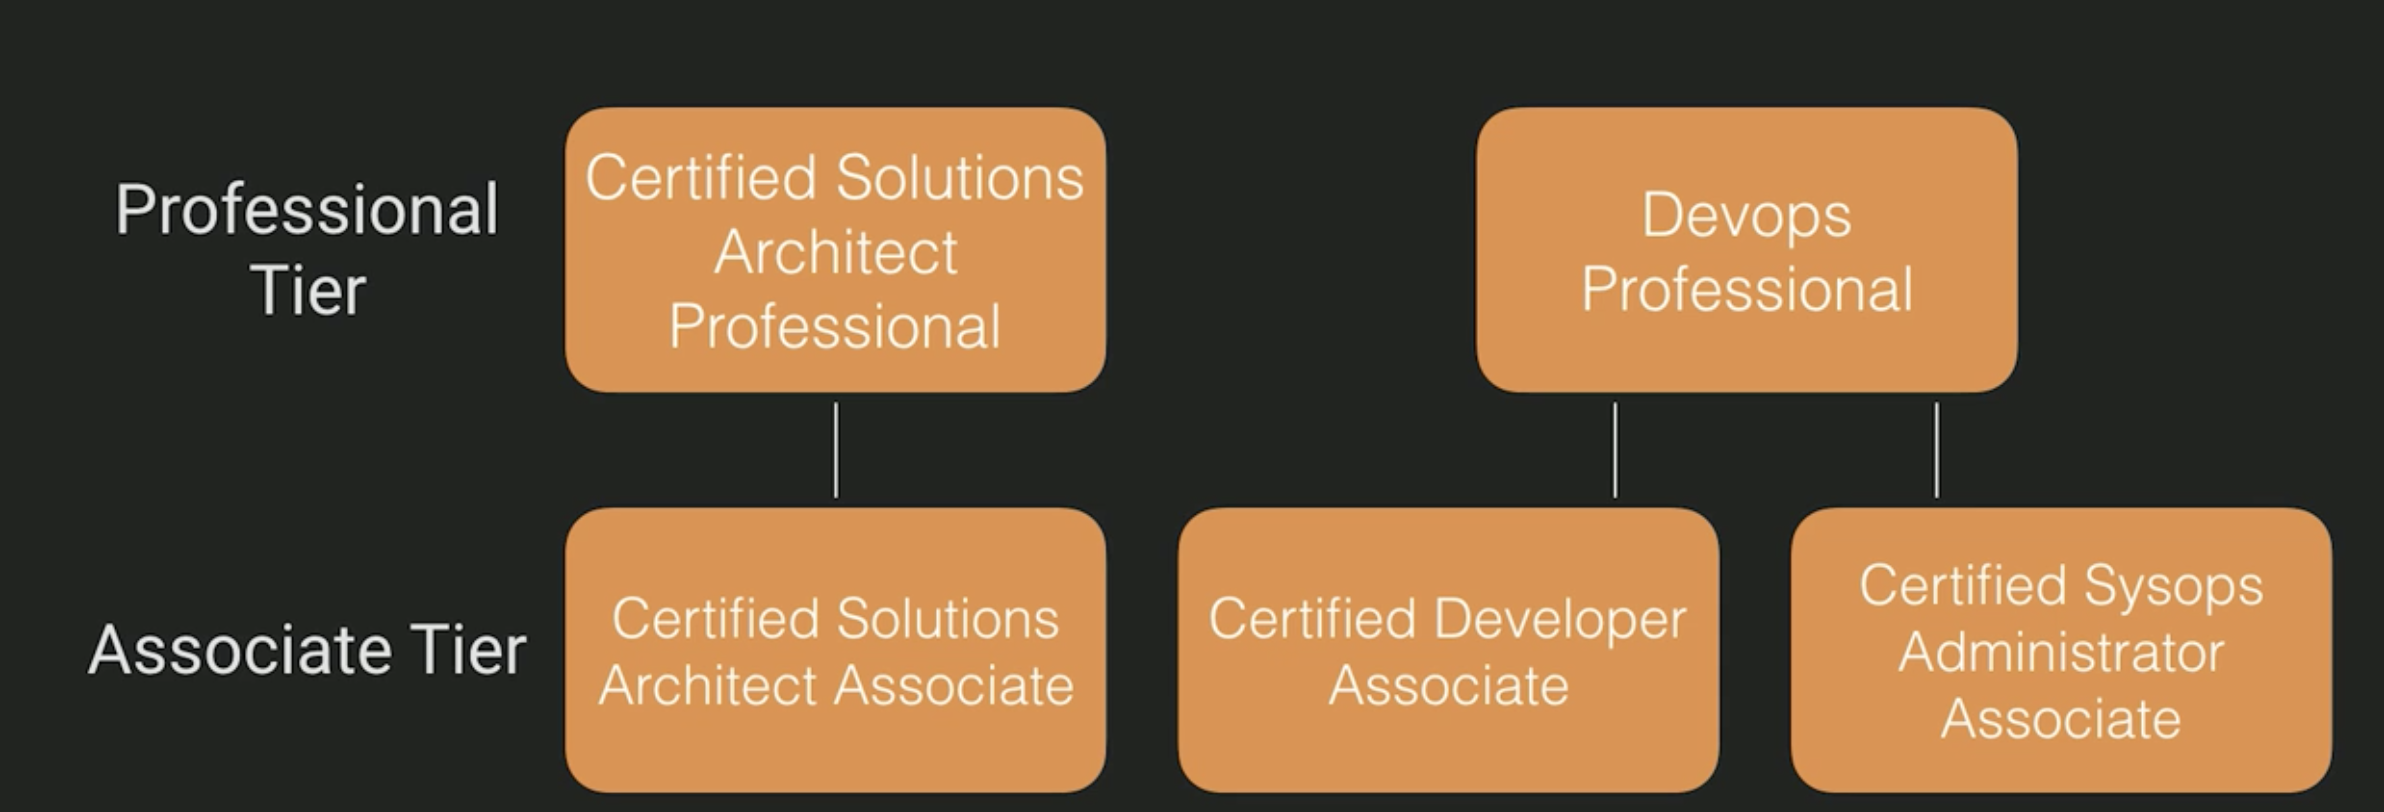 Professional
Tier
Certified Solutions
Architect
Professional
Devops
Professional
Associate Tier
Certified Solutions
Architect Associate
Certified Developer
Associate
Certified Sysops
Administrator
Associate